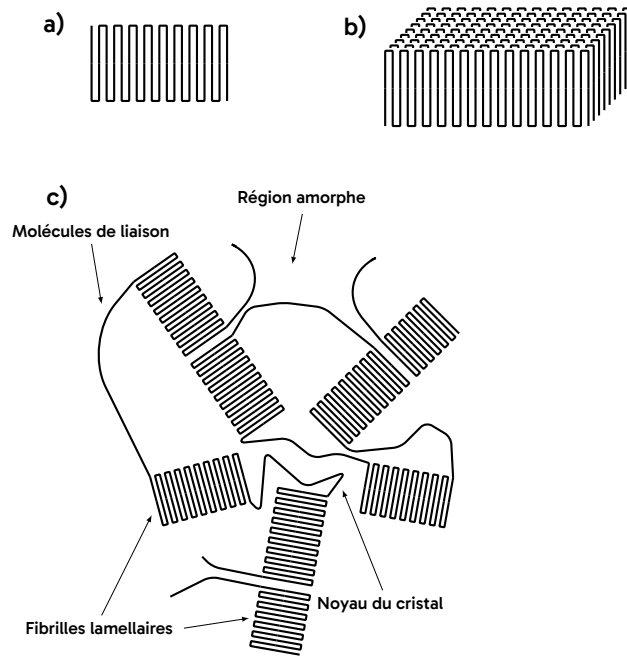 a)
b)
c)
Région amorphe
Molécules de liaison
Noyau du cristal
Fibrilles lamellaires